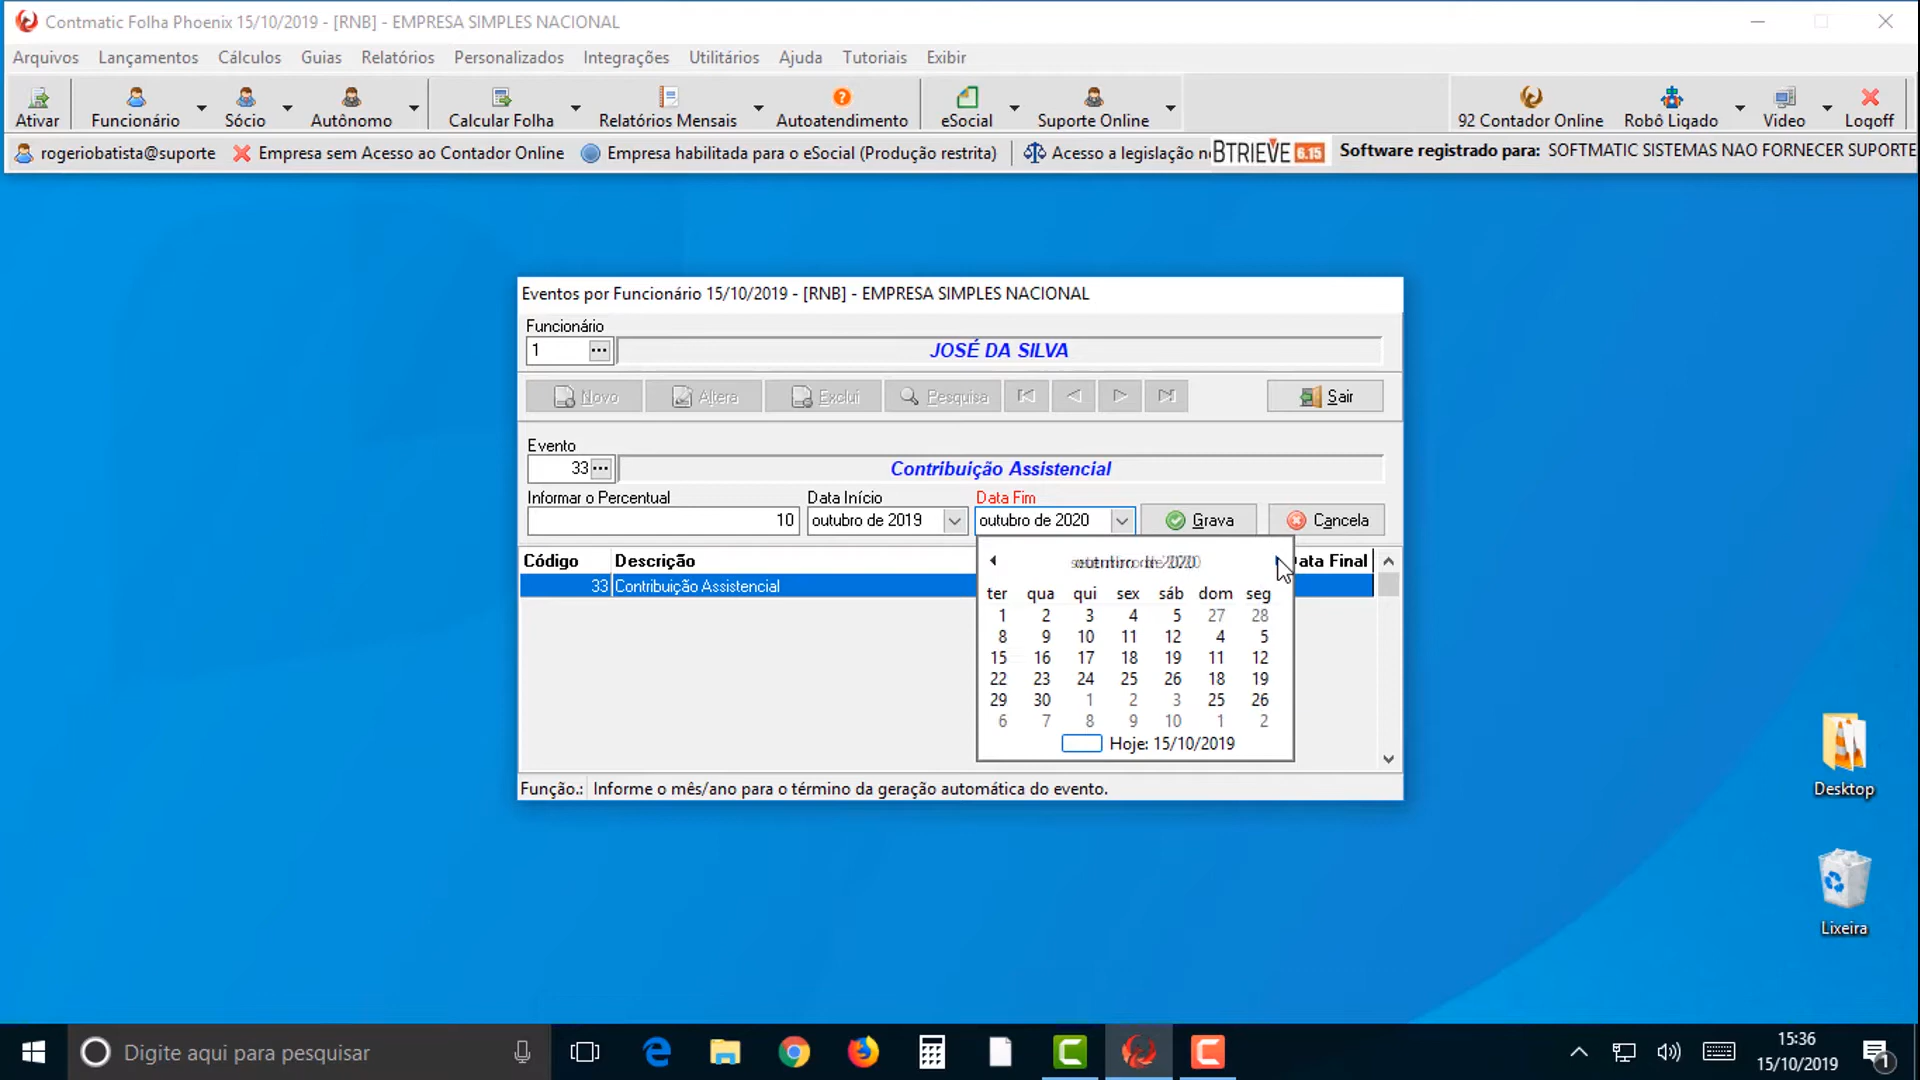 Contmatic Folha Phoenix 15/10/2019 - [RNB] - EMPRESA SIMPLES NACIONAL
Arquivos Lançamentos Cálculos Guias Relatórios Personalizados Integrações Utilitários Ajuda Tutoriais Exibir
Ativar Funcionário Sócio Autônomo Calcular Folha Relatórios Mensais Autoatendimento eSocial Suporte Online 92 Contador Online Robô Ligado Video Logoff
rogeriobatista@suporte Empresa sem Acesso ao Contador Online Empresa habilitada para o eSocial (Produção restrita) Acesso a legislação BTRIEVE 6.15 Software registrado para: SOFTMATIC SISTEMAS NAO FORNECER SUPORTE
Eventos por Funcionário 15/10/2019 - [RNB] - EMPRESA SIMPLES NACIONAL
Funcionário
1 ... JOSÉ DA SILVA
Novo Altera Exclui Pesquisa Sair
Evento
33 ... Contribuição Assistencial
Informar o Percentual Data Início Data Fim
10 outubro de 2019 outubro de 2020 Grava Cancela
Código Descrição Data Final
33 Contribuição Assistencial
de 2020
ter qua qui sex sáb dom seg
1 2 3 4 5 27 28
8 9 10 11 12 4 5
15 16 17 18 19 11 12
22 23 24 25 26 18 19
29 30 1 2 3 25 26
6 7 8 9 10 1 2
Hoje: 15/10/2019
Função.: Informe o mês/ano para o término da geração automática do evento.
Desktop
Lixeira
Digite aqui para pesquisar
15:36
15/10/2019
1